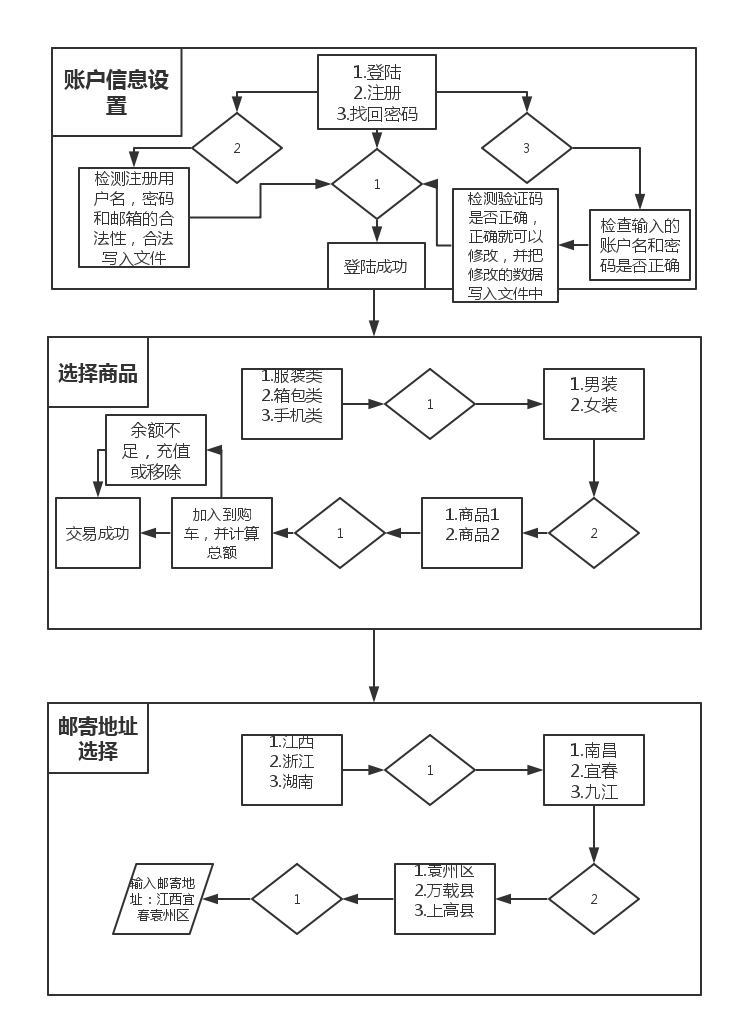 账户信息设
置
1.登陆
2.注册
3.找回密码
2
3
1
检测注册用
户名，密码
和邮箱的合
法性，合法
写入文件
检测验证码
是否正确，
正确就可以
修改，并把
修改的数据
写入文件中
检查输入的
账户名和密
码是否正确
登陆成功
选择商品
1.服装类
2.箱包类
3.手机类
1
1.男装
2.女装
余额不
足，充值
或移除
交易成功
加入到购
车，并计算
总额
1
1.商品1
2.商品2
2
邮寄地址
选择
1.江西
2.浙江
3.湖南
1
1.南昌
2.宜春
3.九江
输入邮寄地
址：江西宜
春袁州区
1
1.袁州区
2.万载县
3.上高县
2